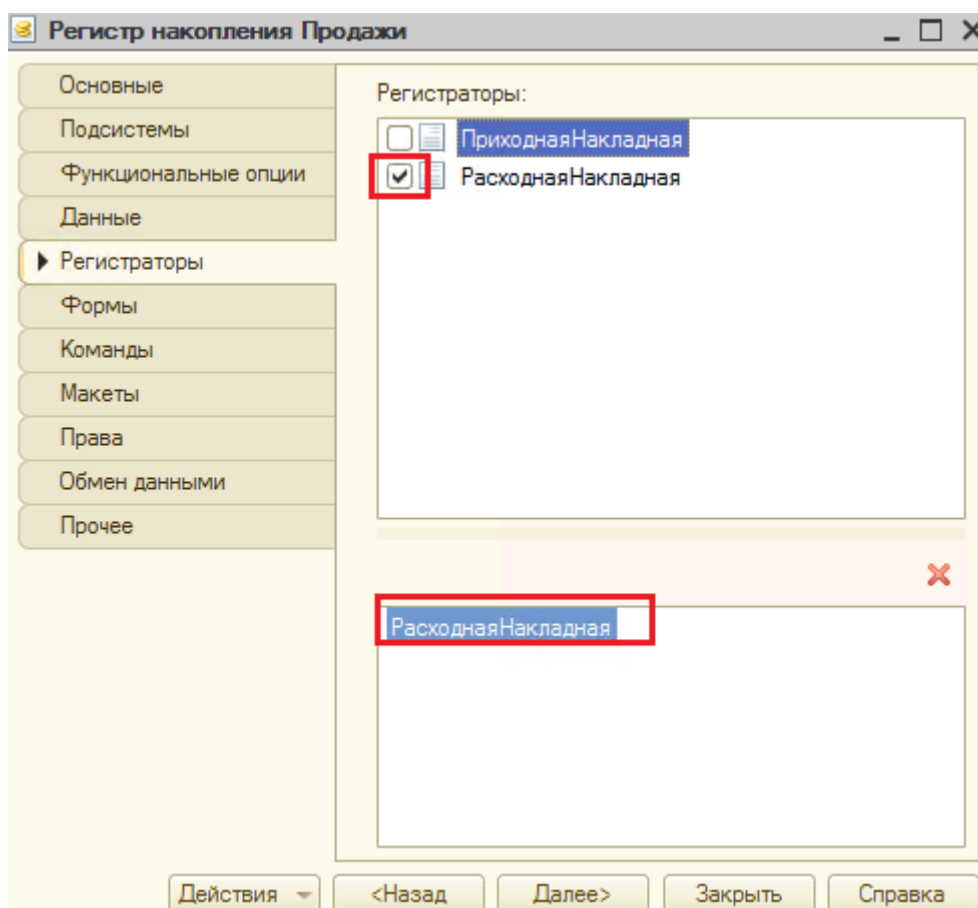 Регистр накопления Продажи
Основные
Подсистемы
Функциональные опции
Данные
Регистраторы
Формы
Команды
Макеты
Права
Обмен данными
Прочее
Регистраторы:
ПриходнаяНакладная
РасходнаяНакладная
РасходнаяНакладная
Действия
<Назад
Далее>
Закрыть
Справка